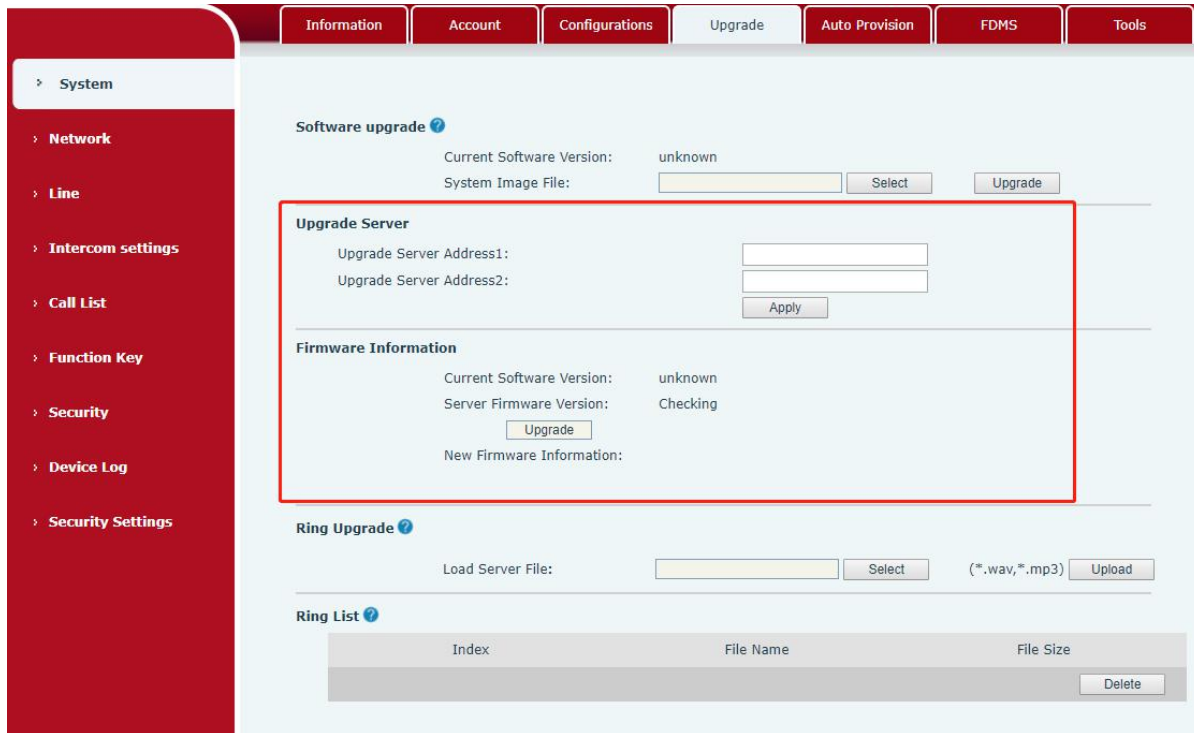 Information Account Configurations Upgrade Auto Provision FDMS Tools
› System
› Network
› Line
› Intercom settings
› Call List
› Function Key
› Security
› Device Log
› Security Settings
Software upgrade ?
Current Software Version: unknown
System Image File: Select Upgrade
Upgrade Server
Upgrade Server Address1:
Upgrade Server Address2:
Apply
Firmware Information
Current Software Version: unknown
Server Firmware Version: Checking
Upgrade
New Firmware Information:
Ring Upgrade ?
Load Server File: Select (*.wav,*.mp3) Upload
Ring List ?
Index File Name File Size
Delete